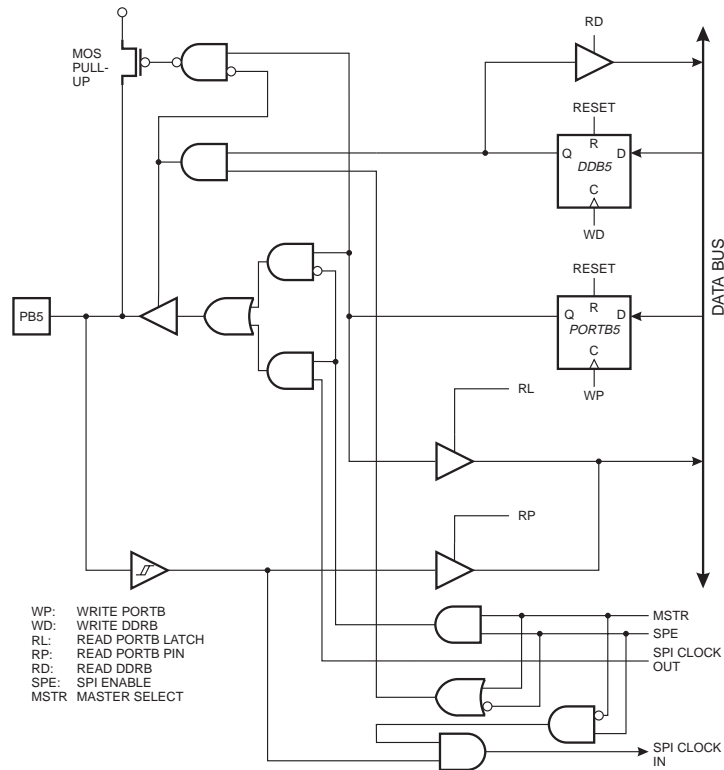 RD
MOS
PULL-
UP
RESET
R
Q
D
DDB5
C
WD
DATA BUS
RESET
R
PB5
Q
D
PORTB5
C
WP
RL
RP
WP: WRITE PORTB
WD: WRITE DDRB
RL: READ PORTB LATCH
RP: READ PORTB PIN
RD: READ DDRB
SPE: SPI ENABLE
MSTR MASTER SELECT
MSTR
SPE
SPI CLOCK
OUT
SPI CLOCK
IN